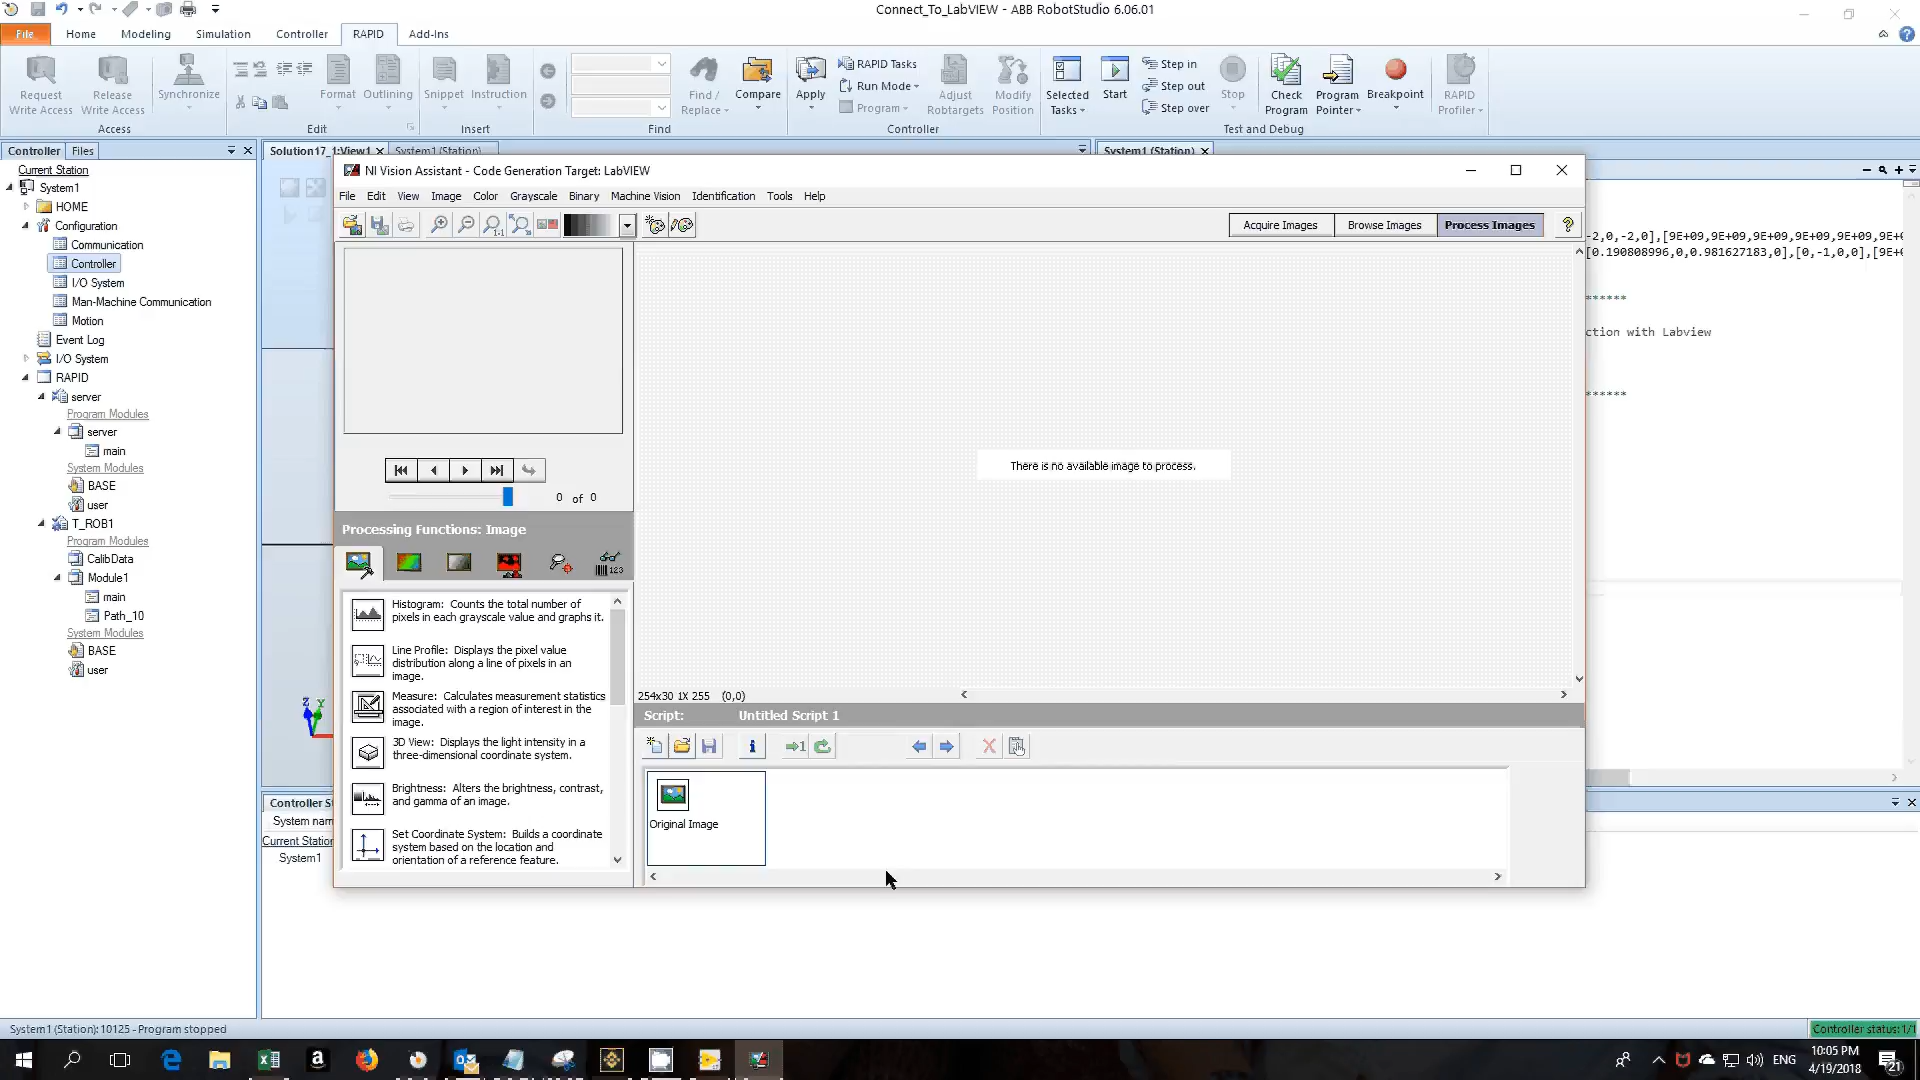 Connect_To_LabVIEW - ABB RobotStudio 6.06.01
File Home Modeling Simulation Controller RAPID Add-Ins
Request Write Access
Release Write Access
Access
Synchronize
Format
Outlining
Edit
Snippet
Instruction
Insert
Find / Replace
Compare
Find
Apply
RAPID Tasks
Run Mode
Program
Adjust Robtargets
Modify Position
Controller
Selected Tasks
Start
Step in
Step out
Step over
Stop
Check Program
Program Pointer
Breakpoint
Test and Debug
RAPID Profiler
Controller Files
Current Station
System1
HOME
Configuration
Communication
Controller
I/O System
Man-Machine Communication
Motion
Event Log
I/O System
RAPID
server
Program Modules
server
main
System Modules
BASE
user
T_ROB1
Program Modules
CalibData
Module1
main
Path_10
System Modules
BASE
user
Solution17_1:View1 System1 (Station)
System1 (Station)
NI Vision Assistant - Code Generation Target: LabVIEW
File Edit View Image Color Grayscale Binary Machine Vision Identification Tools Help
Acquire Images Browse Images Process Images
0 of 0
Processing Functions: Image
Histogram: Counts the total number of
pixels in each grayscale value and graphs it.
Line Profile: Displays the pixel value
distribution along a line of pixels in an
image.
Measure: Calculates measurement statistics
associated with a region of interest in the
image.
3D View: Displays the light intensity in a
three-dimensional coordinate system.
Brightness: Alters the brightness, contrast,
and gamma of an image.
Set Coordinate System: Builds a coordinate
system based on the location and
orientation of a reference feature.
There is no available image to process.
254x30 1X 255 (0,0)
Script: Untitled Script 1
Original Image
-2,0,-2,0],[9E+09,9E+09,9E+09,9E+09,9E+09,9E+0
[0.190808996,0,0.981627183,0],[0,-1,0,0],[9E+0
******
ction with Labview
******
Z Y
Controller S
System nam
Current Station
System1
System1 (Station): 10125 - Program stopped
Controller status: 1/1
ENG
10:05 PM
4/19/2018
21